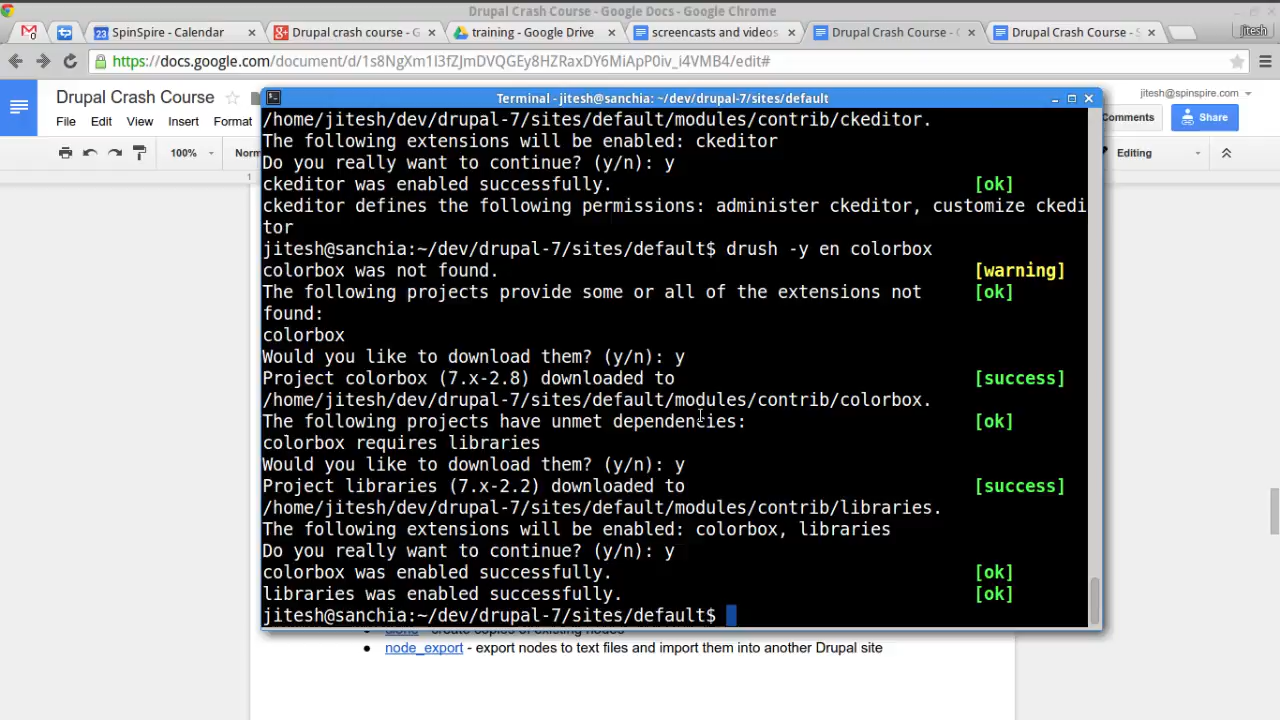 Drupal Crash Course - Google Docs - Google Chrome
SpinSpire - Calendar
Drupal crash course - G
training - Google Drive
screencasts and videos
Drupal Crash Course - G
Drupal Crash Course - S
jitesh
https://docs.google.com/document/d/1s8NgXm1I3fZJmDVQGEy8HZRaxDY6MiApP0iv_i4VMB4/edit#
Drupal Crash Course
jitesh@spinspire.com
File Edit View Insert Format
Comments
Share
100%
Norm
Editing
Terminal - jitesh@sanchia: ~/dev/drupal-7/sites/default
/home/jitesh/dev/drupal-7/sites/default/modules/contrib/ckeditor.
The following extensions will be enabled: ckeditor
Do you really want to continue? (y/n): y
ckeditor was enabled successfully. [ok]
ckeditor defines the following permissions: administer ckeditor, customize ckedi
tor
jitesh@sanchia:~/dev/drupal-7/sites/default$ drush -y en colorbox
colorbox was not found. [warning]
The following projects provide some or all of the extensions not [ok]
found:
colorbox
Would you like to download them? (y/n): y
Project colorbox (7.x-2.8) downloaded to [success]
/home/jitesh/dev/drupal-7/sites/default/modules/contrib/colorbox.
The following projects have unmet dependencies: [ok]
colorbox requires libraries
Would you like to download them? (y/n): y
Project libraries (7.x-2.2) downloaded to [success]
/home/jitesh/dev/drupal-7/sites/default/modules/contrib/libraries.
The following extensions will be enabled: colorbox, libraries
Do you really want to continue? (y/n): y
colorbox was enabled successfully. [ok]
libraries was enabled successfully. [ok]
jitesh@sanchia:~/dev/drupal-7/sites/default$
clone - create copies of existing nodes
node_export - export nodes to text files and import them into another Drupal site